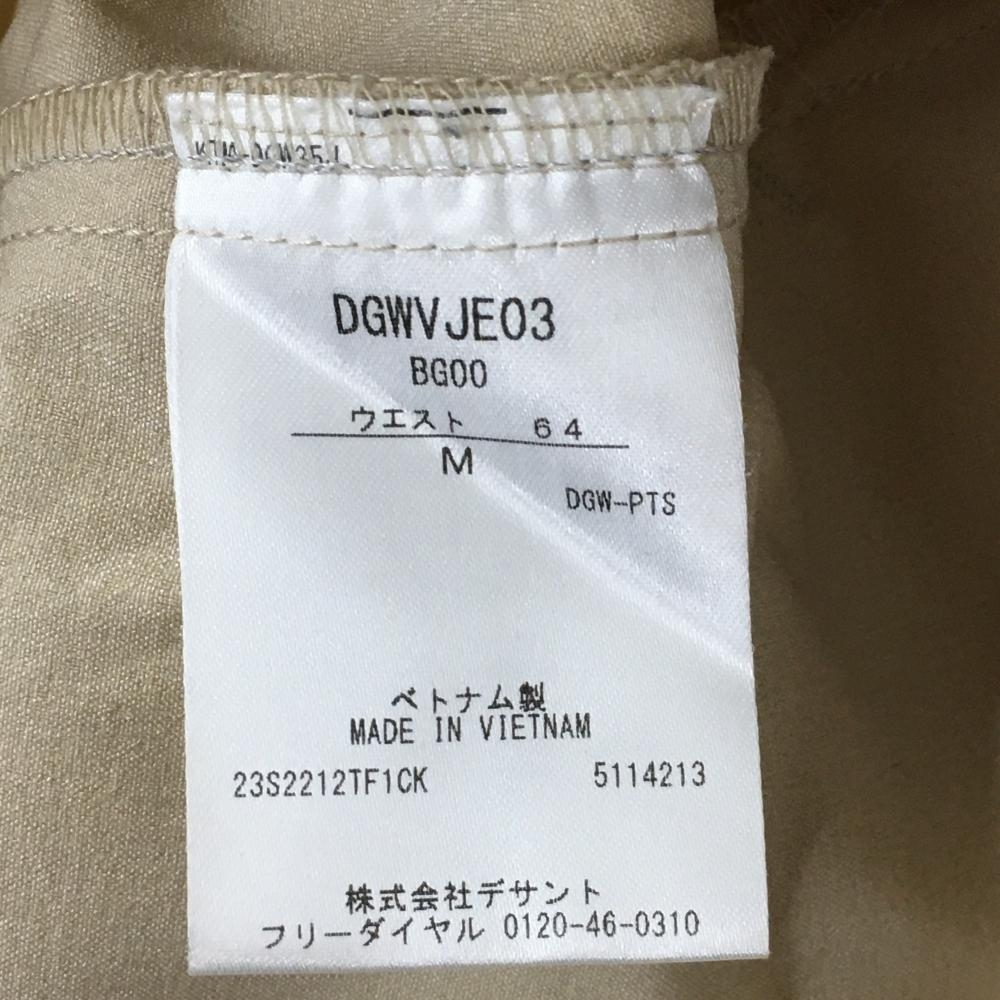 DGWVJE03
BG00
ウエスト 64
M
DGW-PTS
ベトナム製
MADE IN VIETNAM
23S2212TF1CK 5114213
株式会社デサント
フリーダイヤル 0120-46-0310